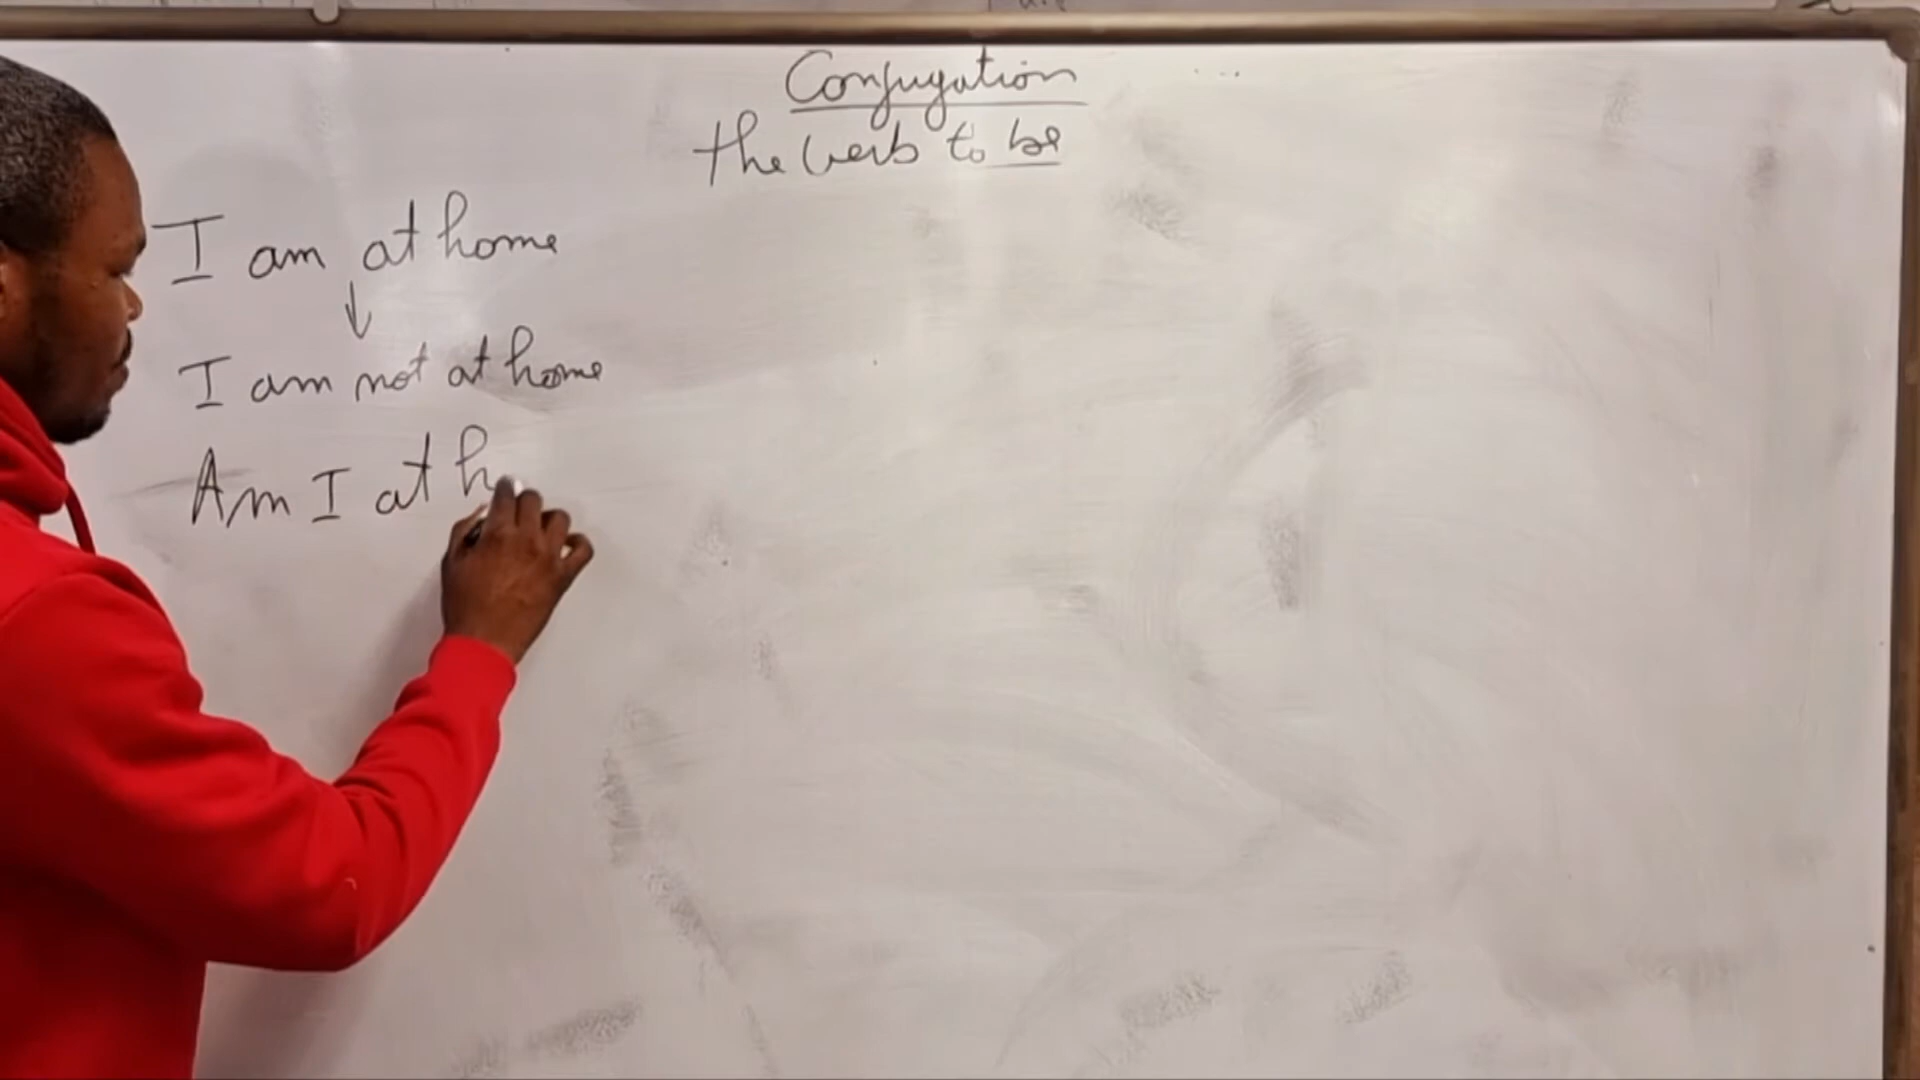 Conjugation
the verb to be
I am at home
↓
I am not at home
Am I at h